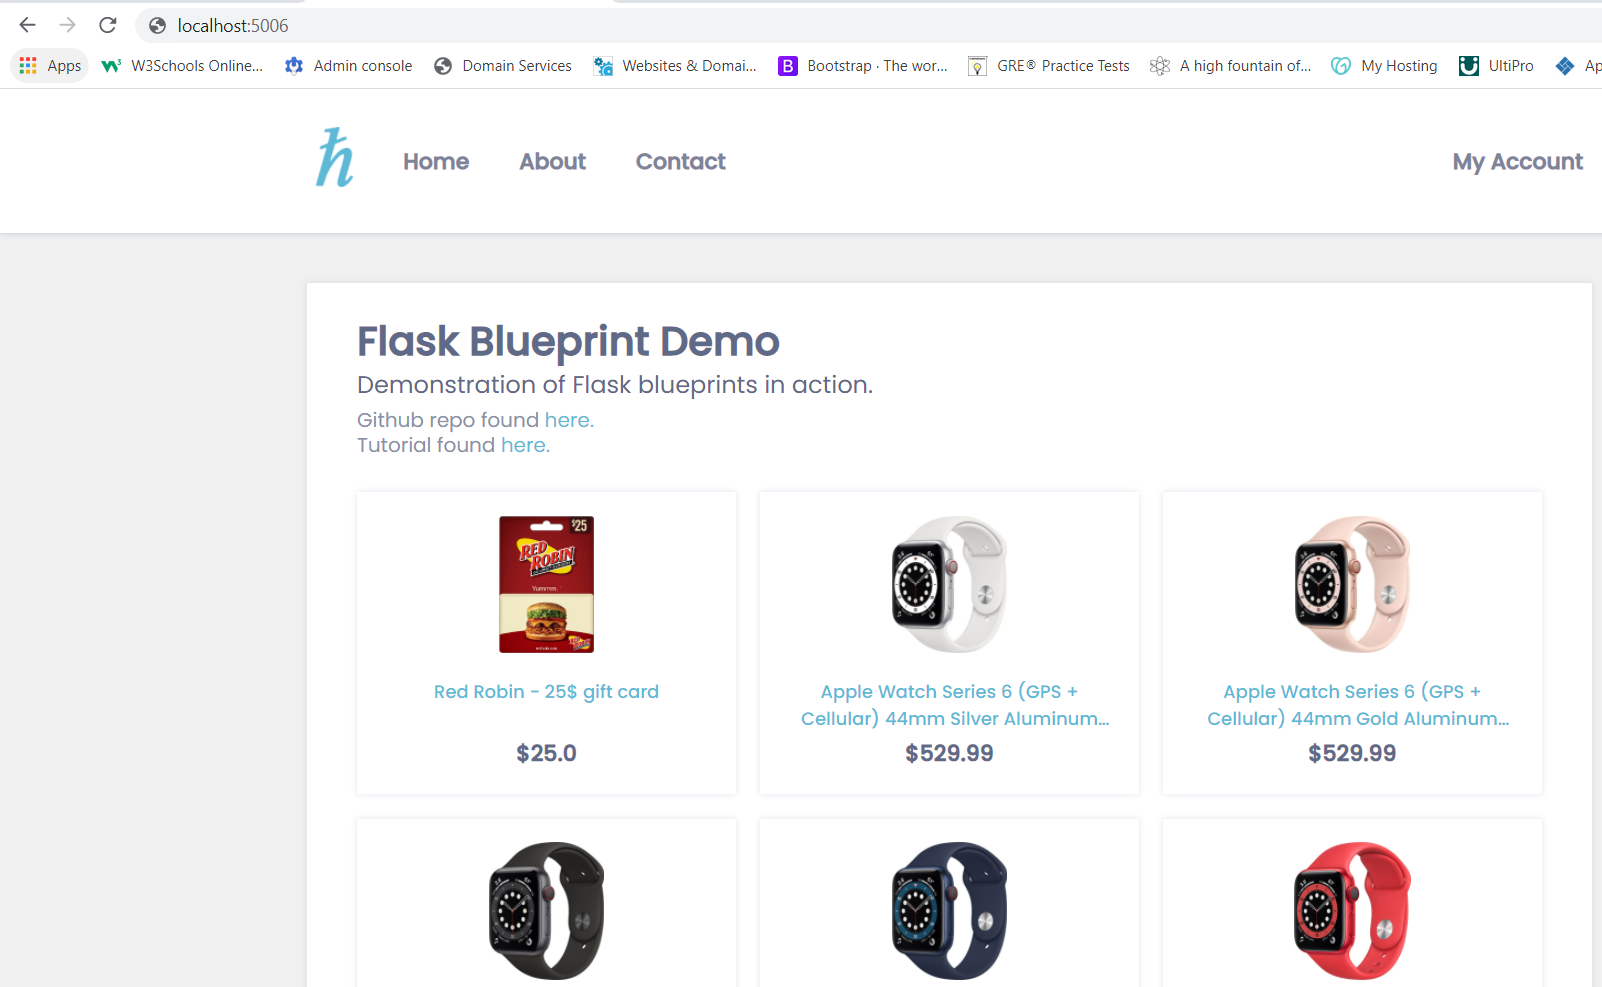 localhost:5006
Apps W3Schools Online... Admin console Domain Services Websites & Domai... B Bootstrap · The wor... GRE® Practice Tests A high fountain of... My Hosting UltiPro Ap
ℏ Home About Contact My Account
Flask Blueprint Demo
Demonstration of Flask blueprints in action.
Github repo found here.
Tutorial found here.
$25
RED ROBIN
Yummm.
Red Robin - 25$ gift card
$25.0
Apple Watch Series 6 (GPS +
Cellular) 44mm Silver Aluminum...
$529.99
Apple Watch Series 6 (GPS +
Cellular) 44mm Gold Aluminum...
$529.99